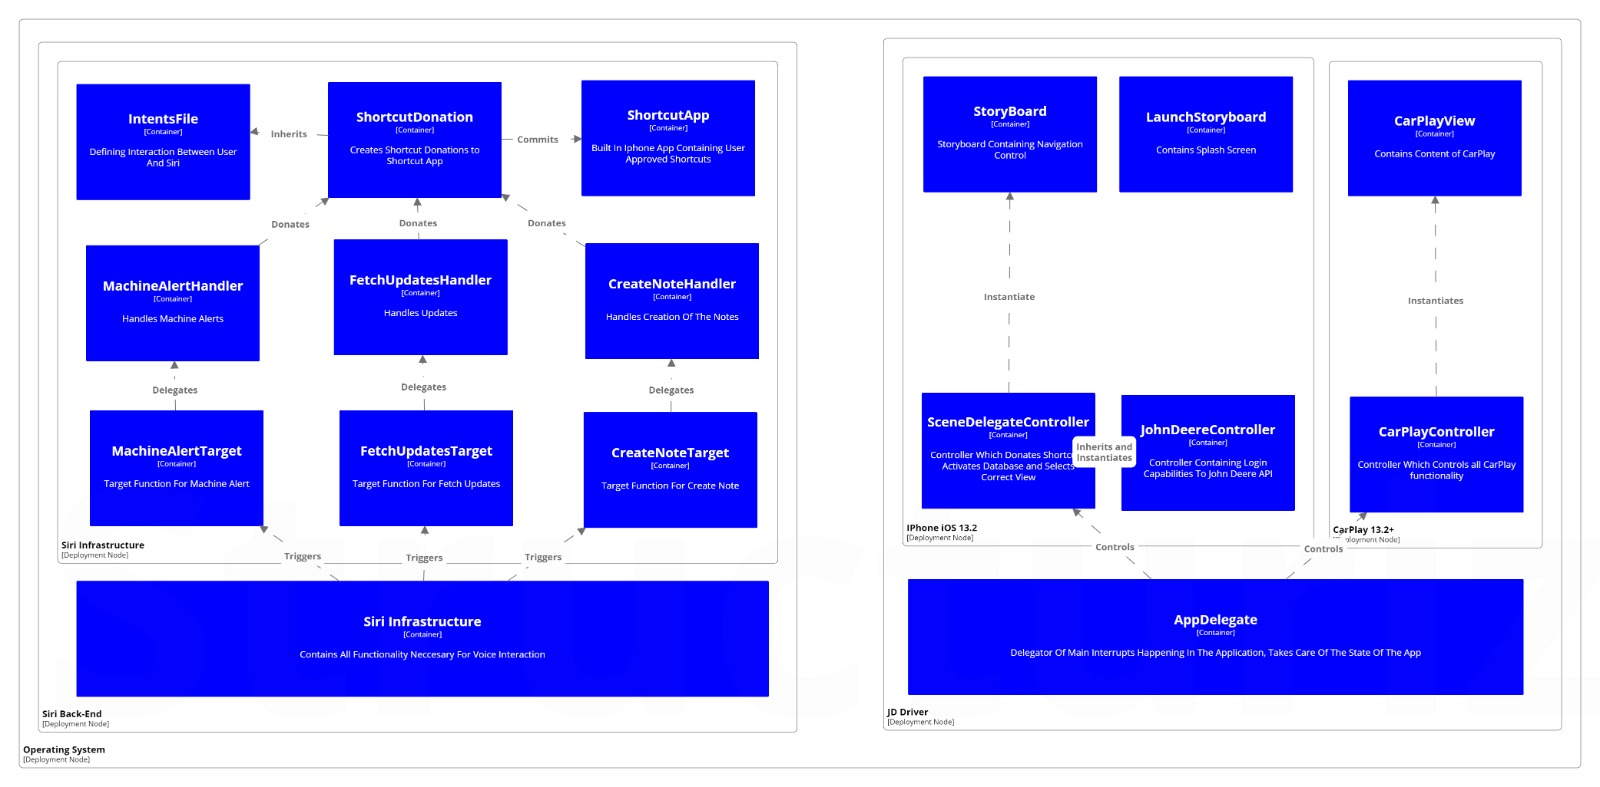 IntentsFile
[Container]
Defining Interaction Between User
And Siri
Inherits
ShortcutDonation
[Container]
Creates Shortcut Donations to
Shortcut App
Commits
ShortcutApp
[Container]
Built In Iphone App Containing User
Approved Shortcuts
Donates
Donates
Donates
MachineAlertHandler
[Container]
Handles Machine Alerts
FetchUpdatesHandler
[Container]
Handles Updates
CreateNoteHandler
[Container]
Handles Creation Of The Notes
Delegates
Delegates
Delegates
MachineAlertTarget
[Container]
Target Function For Machine Alert
FetchUpdatesTarget
[Container]
Target Function For Fetch Updates
CreateNoteTarget
[Container]
Target Function For Create Note
Siri Infrastructure
[Deployment Node]
Triggers
Triggers
Triggers
Siri Infrastructure
[Container]
Contains All Functionality Neccesary For Voice Interaction
Siri Back-End
[Deployment Node]
Operating System
[Deployment Node]
StoryBoard
[Container]
Storyboard Containing Navigation
Control
LaunchStoryboard
[Container]
Contains Splash Screen
CarPlayView
[Container]
Contains Content of CarPlay
Instantiate
Instantiates
SceneDelegateController
[Container]
Controller Which Donates
Activates Database and Selects
Correct View
Inherits and
Instantiates
JohnDeereController
[Container]
Controller Containing Login
Capabilities To John Deere API
CarPlayController
[Container]
Controller Which Controls all CarPlay
functionality
IPhone iOS 13.2
[Deployment Node]
CarPlay 13.2+
Node]
Controls
Controls
AppDelegate
[Container]
Delegator Of Main Interrupts Happening In The Application, Takes Care Of The State Of The App
JD Driver
[Deployment Node]